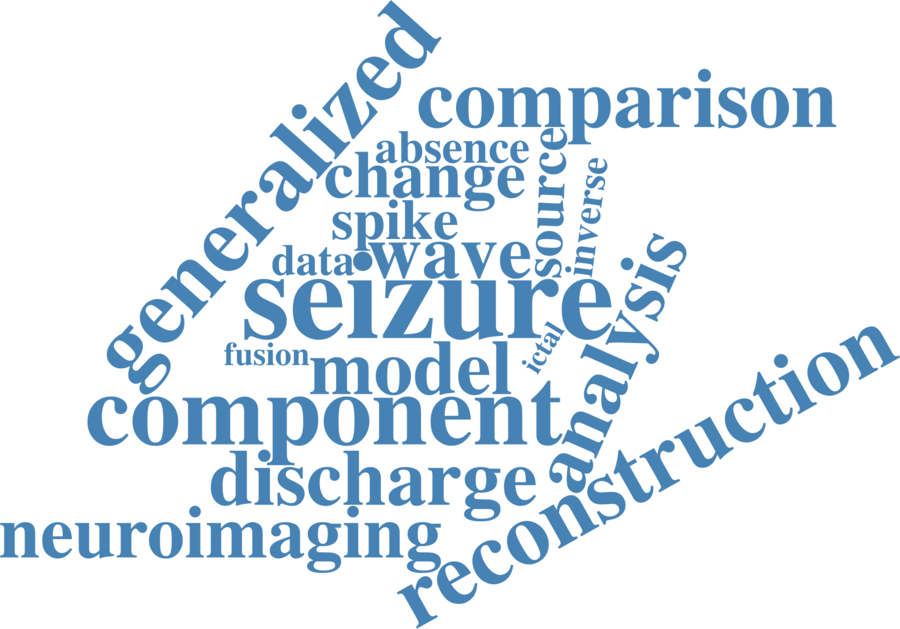 generalized
comparison
absence
change
source
inverse
spike
data
wave
seizure
analysis
ictal
fusion
model
component
reconstruction
discharge
neuroimaging